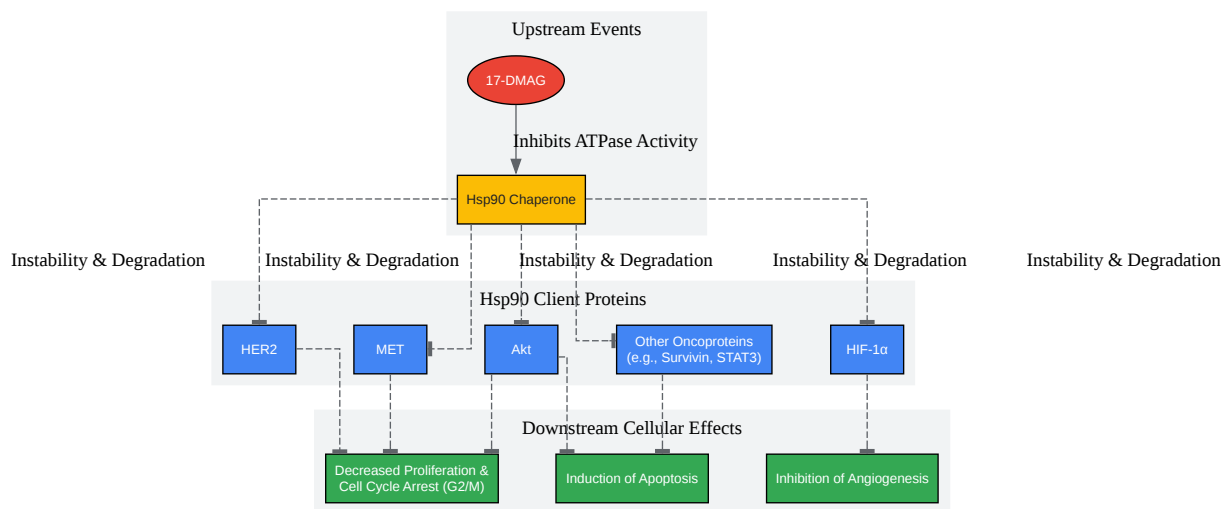 Upstream Events
17-DMAG
Inhibits ATPase Activity
Hsp90 Chaperone
Instability & Degradation
Instability & Degradation
Instability & Degradation
Instability & Degradation
Instability & Degradation
Hsp90 Client Proteins
HER2
MET
Akt
Other Oncoproteins
(e.g., Survivin, STAT3)
HIF-1α
Downstream Cellular Effects
Decreased Proliferation &
Cell Cycle Arrest (G2/M)
Induction of Apoptosis
Inhibition of Angiogenesis